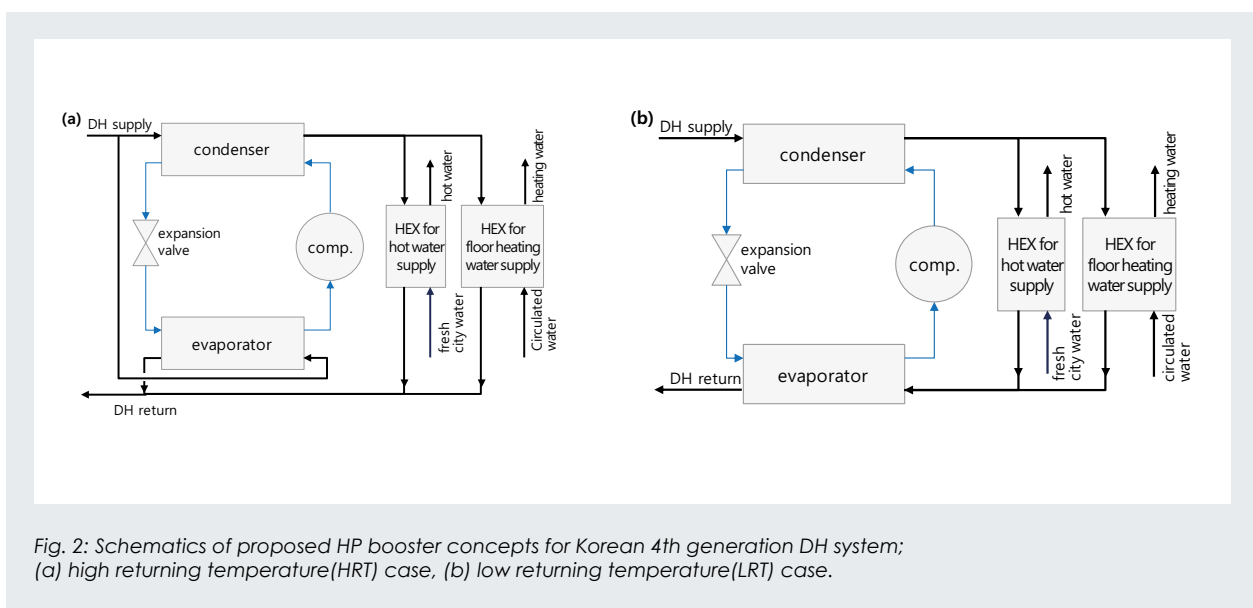 (a)
DH supply
condenser
expansion
valve
comp.
evaporator
DH return
HEX for
hot water
supply
HEX for
floor heating
water supply
hot water
heating water
fresh
city water
Circulated
water
(b)
DH supply
condenser
expansion
valve
comp.
evaporator
DH return
HEX for
hot water
supply
HEX for
floor heating
water supply
hot water
heating water
fresh
city water
circulated
water
Fig. 2: Schematics of proposed HP booster concepts for Korean 4th generation DH system;
(a) high returning temperature(HRT) case, (b) low returning temperature(LRT) case.